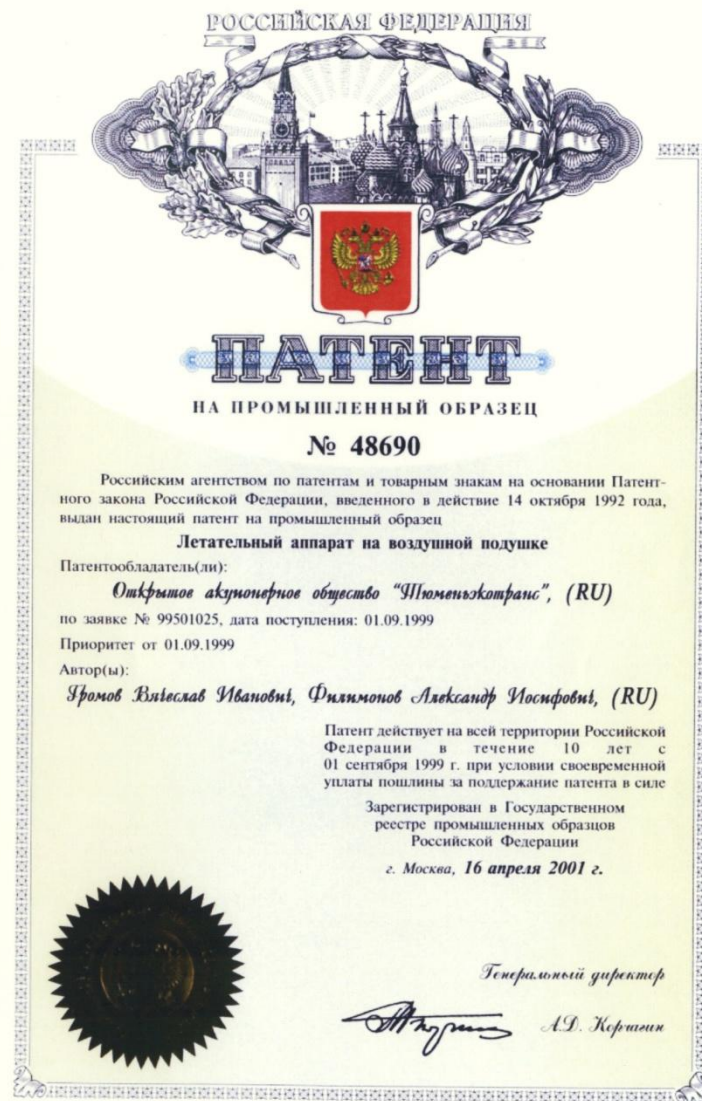 РОССИЙСКАЯ ФЕДЕРАЦИЯ
ПАТЕНТ
НА ПРОМЫШЛЕННЫЙ ОБРАЗЕЦ
№ 48690
Российским агентством по патентам и товарным знакам на основании Патент-
ного закона Российской Федерации, введенного в действие 14 октября 1992 года,
выдан настоящий патент на промышленный образец
Летательный аппарат на воздушной подушке
Патентообладатель(ли):
Открытое акционерное общество "Тюменьэкотранс", (RU)
по заявке № 99501025, дата поступления: 01.09.1999
Приоритет от 01.09.1999
Автор(ы):
Громов Вячеслав Иванович, Филимонов Александр Иосифович, (RU)
Патент действует на всей территории Российской
Федерации в течение 10 лет с
01 сентября 1999 г. при условии своевременной
уплаты пошлины за поддержание патента в силе
Зарегистрирован в Государственном
реестре промышленных образцов
Российской Федерации
г. Москва, 16 апреля 2001 г.
Генеральный директор
А.Д. Корчагин